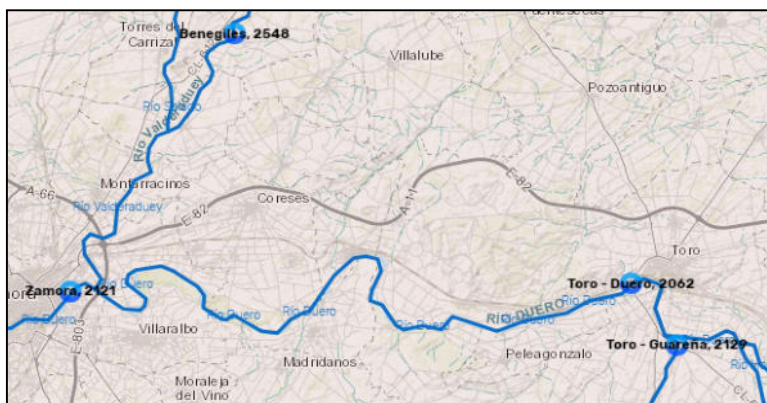 Torres del
Carriza
Benegiles, 2548
Villalube
Pozoantiguo
Río Salado
Río Valderaduey
Montarracinos
A-66
Río Valderaduey
E-82
Coreses
A-11
E-82
Toro
Zamora, 2121
Río Duero
Toro - Duero, 2062
Río Duero
Río Duero
Río Duero
RÍO DUERO
Río Duero
E-803
Villaralbo
Río Duero
Madridanos
Peleagonzalo
Toro - Guareña, 2129
Moraleja
del Vino